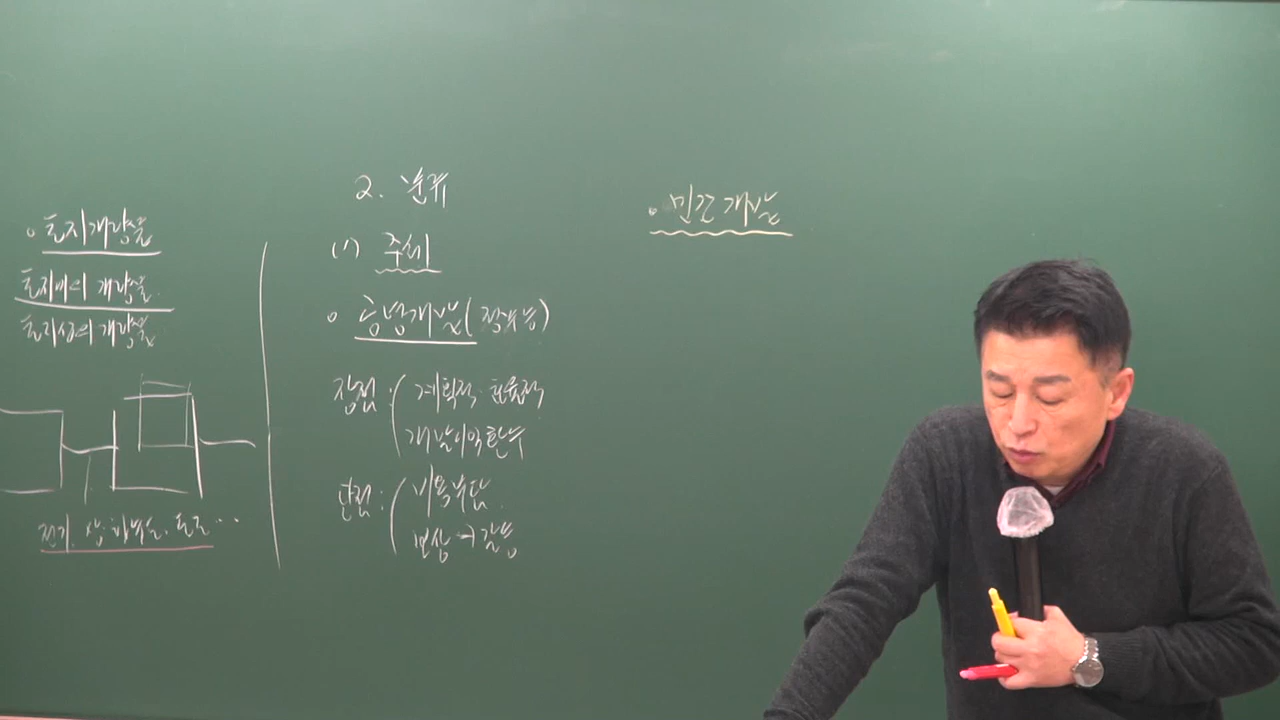 ◦ 토지개량물
토지에의 개량물
토지상의 개량물
전기, 상·하수도, 도로 …
2. 분류
(1) 주체
◦ 공영개발(
장점 : ( 계획적·효율적
개발이익환수
단점 : ( 비용부담
보상 → 갈등
◦ 민간개발